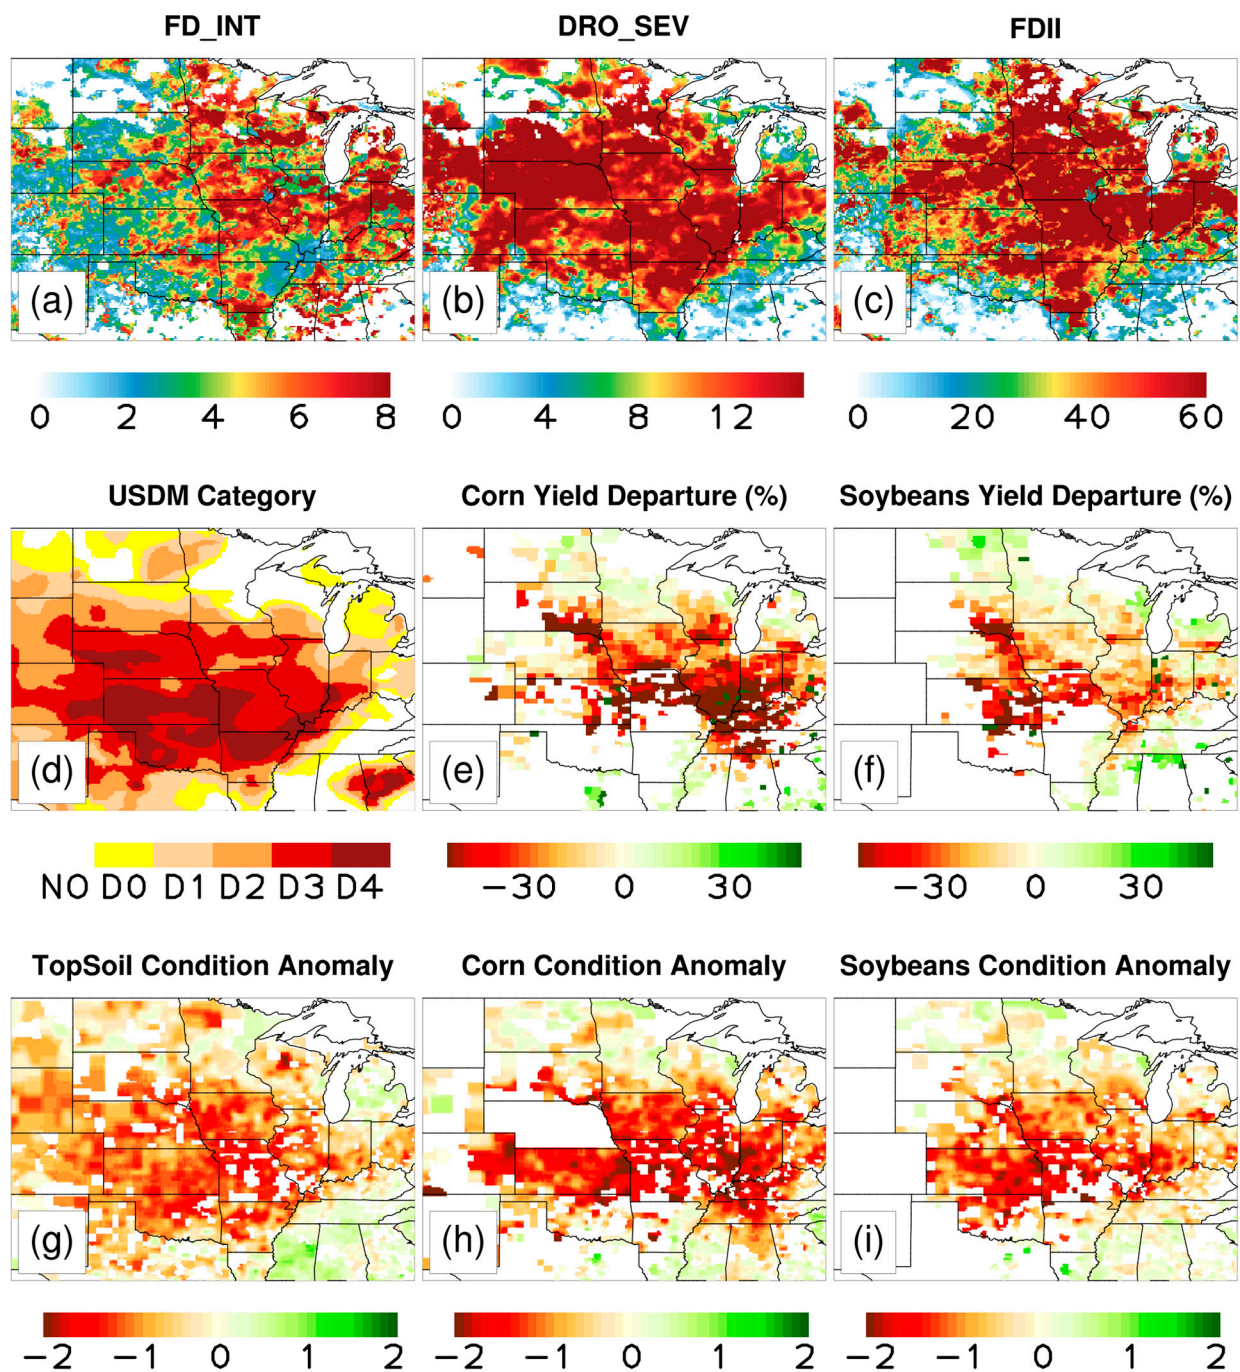 FD_INT DRO_SEV FDII
(a) (b) (c)
0 2 4 6 8 0 4 8 12 0 20 40 60
USDM Category Corn Yield Departure (%) Soybeans Yield Departure (%)
(d) (e) (f)
NO D0 D1 D2 D3 D4 −30 0 30 −30 0 30
TopSoil Condition Anomaly Corn Condition Anomaly Soybeans Condition Anomaly
(g) (h) (i)
−2 −1 0 1 2 −2 −1 0 1 2 −2 −1 0 1 2